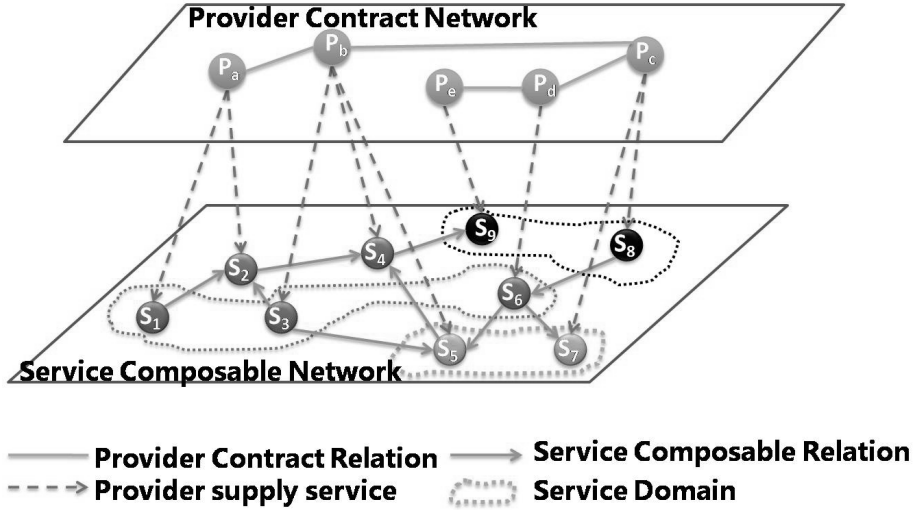 Provider Contract Network
Pa
Pb
Pc
Pe
Pd
S9
S8
S4
S2
S6
S1
S3
S5
S7
Service Composable Network
Provider Contract Relation
Service Composable Relation
Provider supply service
Service Domain